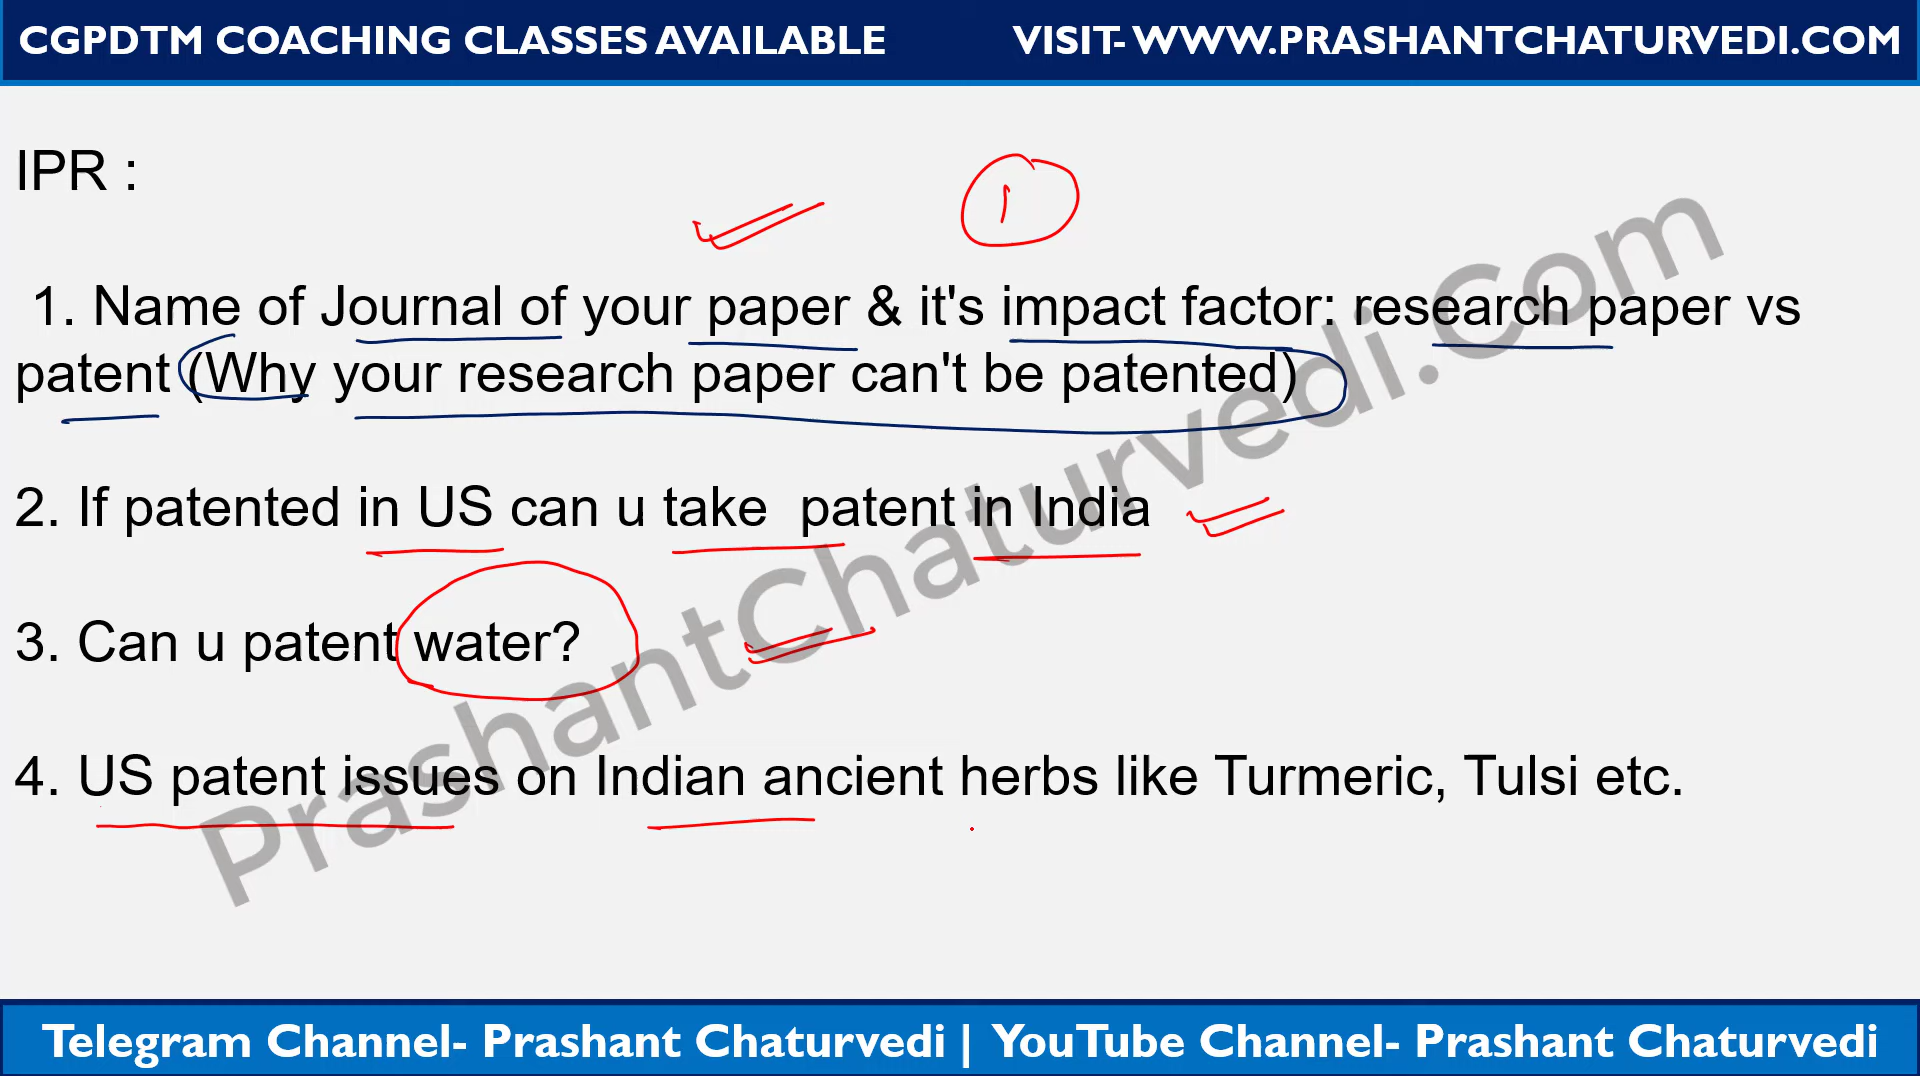 CGPDTM COACHING CLASSES AVAILABLE VISIT- WWW.PRASHANTCHATURVEDI.COM
IPR :
1
1. Name of Journal of your paper & it's impact factor: research paper vs
patent (Why your research paper can't be patented)
2. If patented in US can u take patent in India
3. Can u patent water?
4. US patent issues on Indian ancient herbs like Turmeric, Tulsi etc.
PrashantChaturvedi.Com
Telegram Channel- Prashant Chaturvedi | YouTube Channel- Prashant Chaturvedi